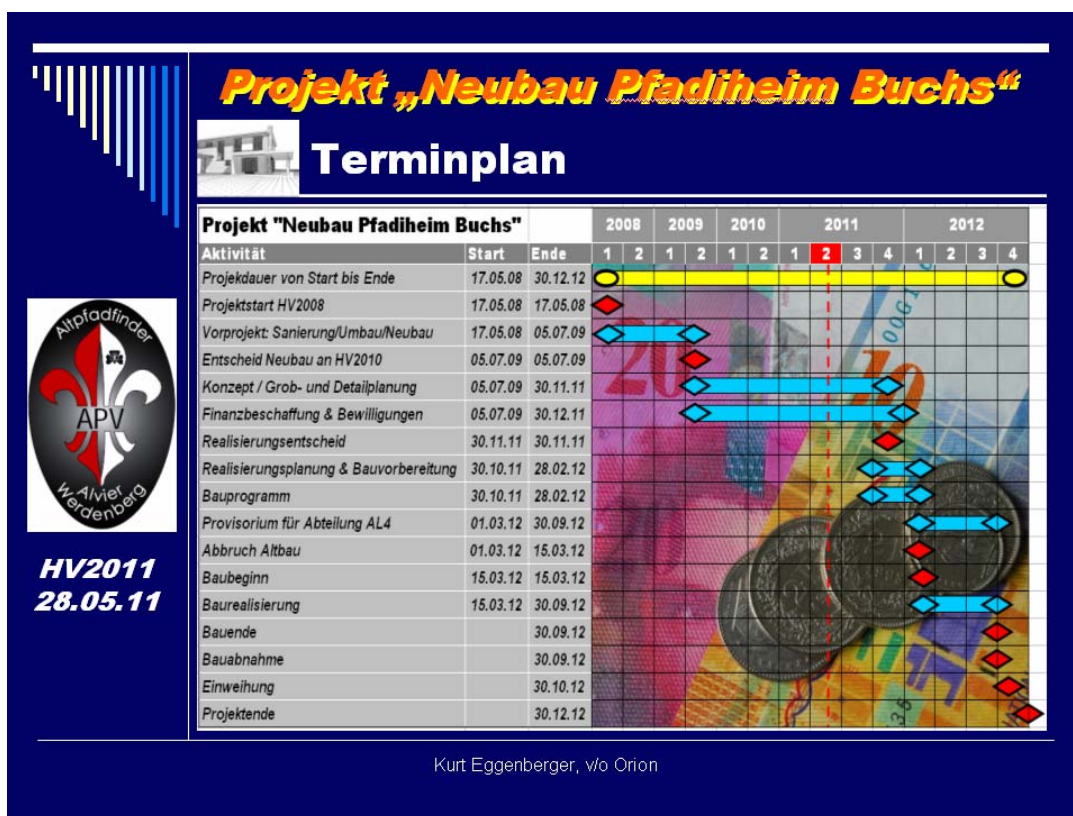 Projekt „Neubau Pfadiheim Buchs“
Terminplan
Projekt "Neubau Pfadiheim Buchs" 2008 2009 2010 2011 2012
Aktivität Start Ende 1 2 1 2 1 2 1 2 3 4 1 2 3 4
Projekdauer von Start bis Ende 17.05.08 30.12.12
Projektstart HV2008 17.05.08 17.05.08
Vorprojekt: Sanierung/Umbau/Neubau 17.05.08 05.07.09
Entscheid Neubau an HV2010 05.07.09 05.07.09
Konzept / Grob- und Detailplanung 05.07.09 30.11.11
Finanzbeschaffung & Bewilligungen 05.07.09 30.12.11
Realisierungsentscheid 30.11.11 30.11.11
Realisierungsplanung & Bauvorbereitung 30.10.11 28.02.12
Bauprogramm 30.10.11 28.02.12
Provisorium für Abteilung AL4 01.03.12 30.09.12
Abbruch Altbau 01.03.12 15.03.12
Baubeginn 15.03.12 15.03.12
Baurealisierung 15.03.12 30.09.12
Bauende 30.09.12
Bauabnahme 30.09.12
Einweihung 30.10.12
Projektende 30.12.12
20
10
Altpfadfinder
APV
Alvier
Werdenberg
HV2011
28.05.11
Kurt Eggenberger, v/o Orion